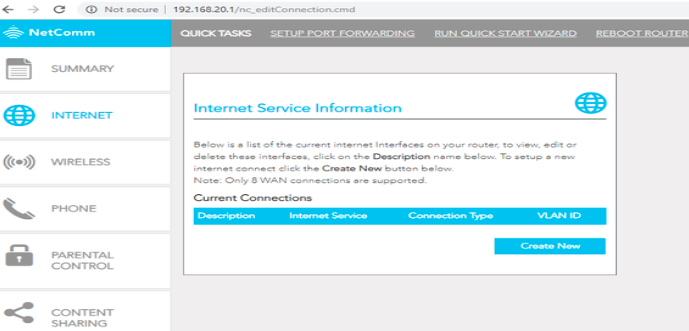 Not secure | 192.168.20.1/nc_editConnection.cmd
NetComm
QUICK TASKS SETUP PORT FORWARDING RUN QUICK START WIZARD REBOOT ROUTER
SUMMARY
INTERNET
WIRELESS
PHONE
PARENTAL
CONTROL
CONTENT
SHARING
Internet Service Information
Below is a list of the current internet Interfaces on your router, to view, edit or
delete these interfaces, click on the Description name below. To setup a new
internet connect click the Create New button below.
Note: Only 8 WAN connections are supported.
Current Connections
Description Internet Service Connection Type VLAN ID
Create New